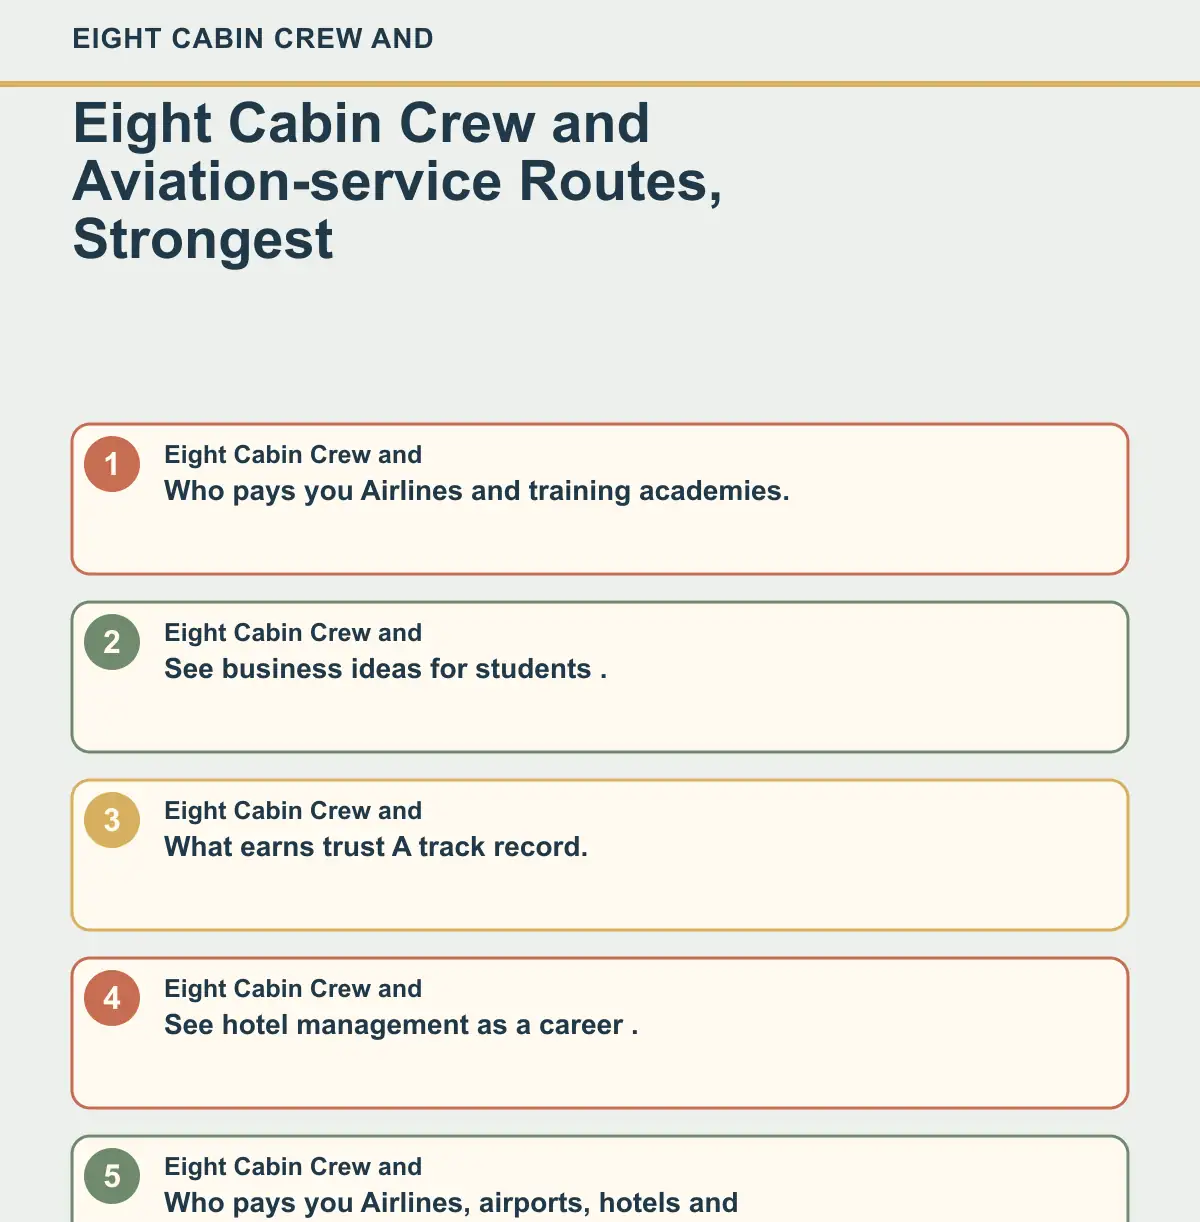 EIGHT CABIN CREW AND
Eight Cabin Crew and
Aviation-service Routes,
Strongest
1
Eight Cabin Crew and
Who pays you Airlines and training academies.
2
Eight Cabin Crew and
See business ideas for students .
3
Eight Cabin Crew and
What earns trust A track record.
4
Eight Cabin Crew and
See hotel management as a career .
5
Eight Cabin Crew and
Who pays you Airlines, airports, hotels and